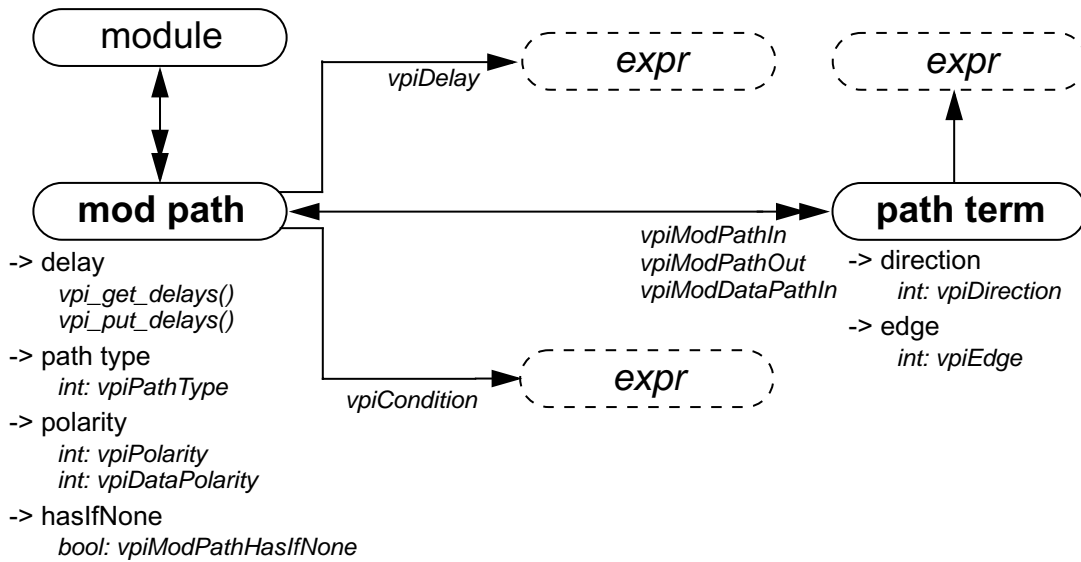 module
vpiDelay
expr
expr
mod path
path term
vpiModPathIn
vpiModPathOut
vpiModDataPathIn
-> delay
vpi_get_delays()
vpi_put_delays()
-> path type
int: vpiPathType
-> polarity
int: vpiPolarity
int: vpiDataPolarity
-> hasIfNone
bool: vpiModPathHasIfNone
-> direction
int: vpiDirection
-> edge
int: vpiEdge
vpiCondition
expr